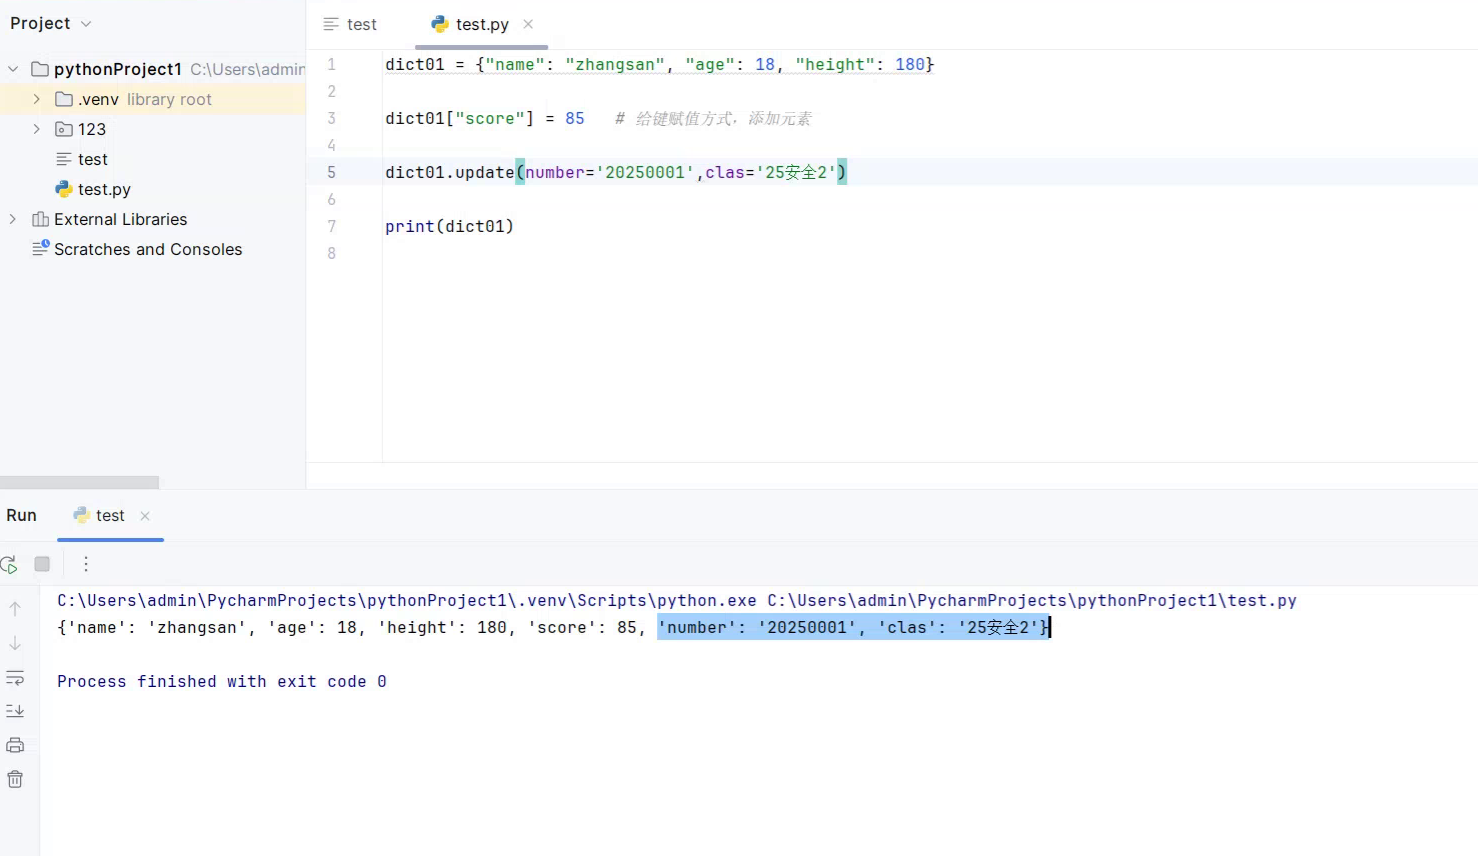 Project
test
test.py
pythonProject1 C:\Users\admin
.venv library root
123
test
test.py
External Libraries
Scratches and Consoles
1 dict01 = {"name": "zhangsan", "age": 18, "height": 180}
2
3 dict01["score"] = 85 # 给键赋值方式，添加元素
4
5 dict01.update(number='20250001',clas='25安全2')
6
7 print(dict01)
8
Run test
C:\Users\admin\PycharmProjects\pythonProject1\.venv\Scripts\python.exe C:\Users\admin\PycharmProjects\pythonProject1\test.py
{'name': 'zhangsan', 'age': 18, 'height': 180, 'score': 85, 'number': '20250001', 'clas': '25安全2'}
Process finished with exit code 0